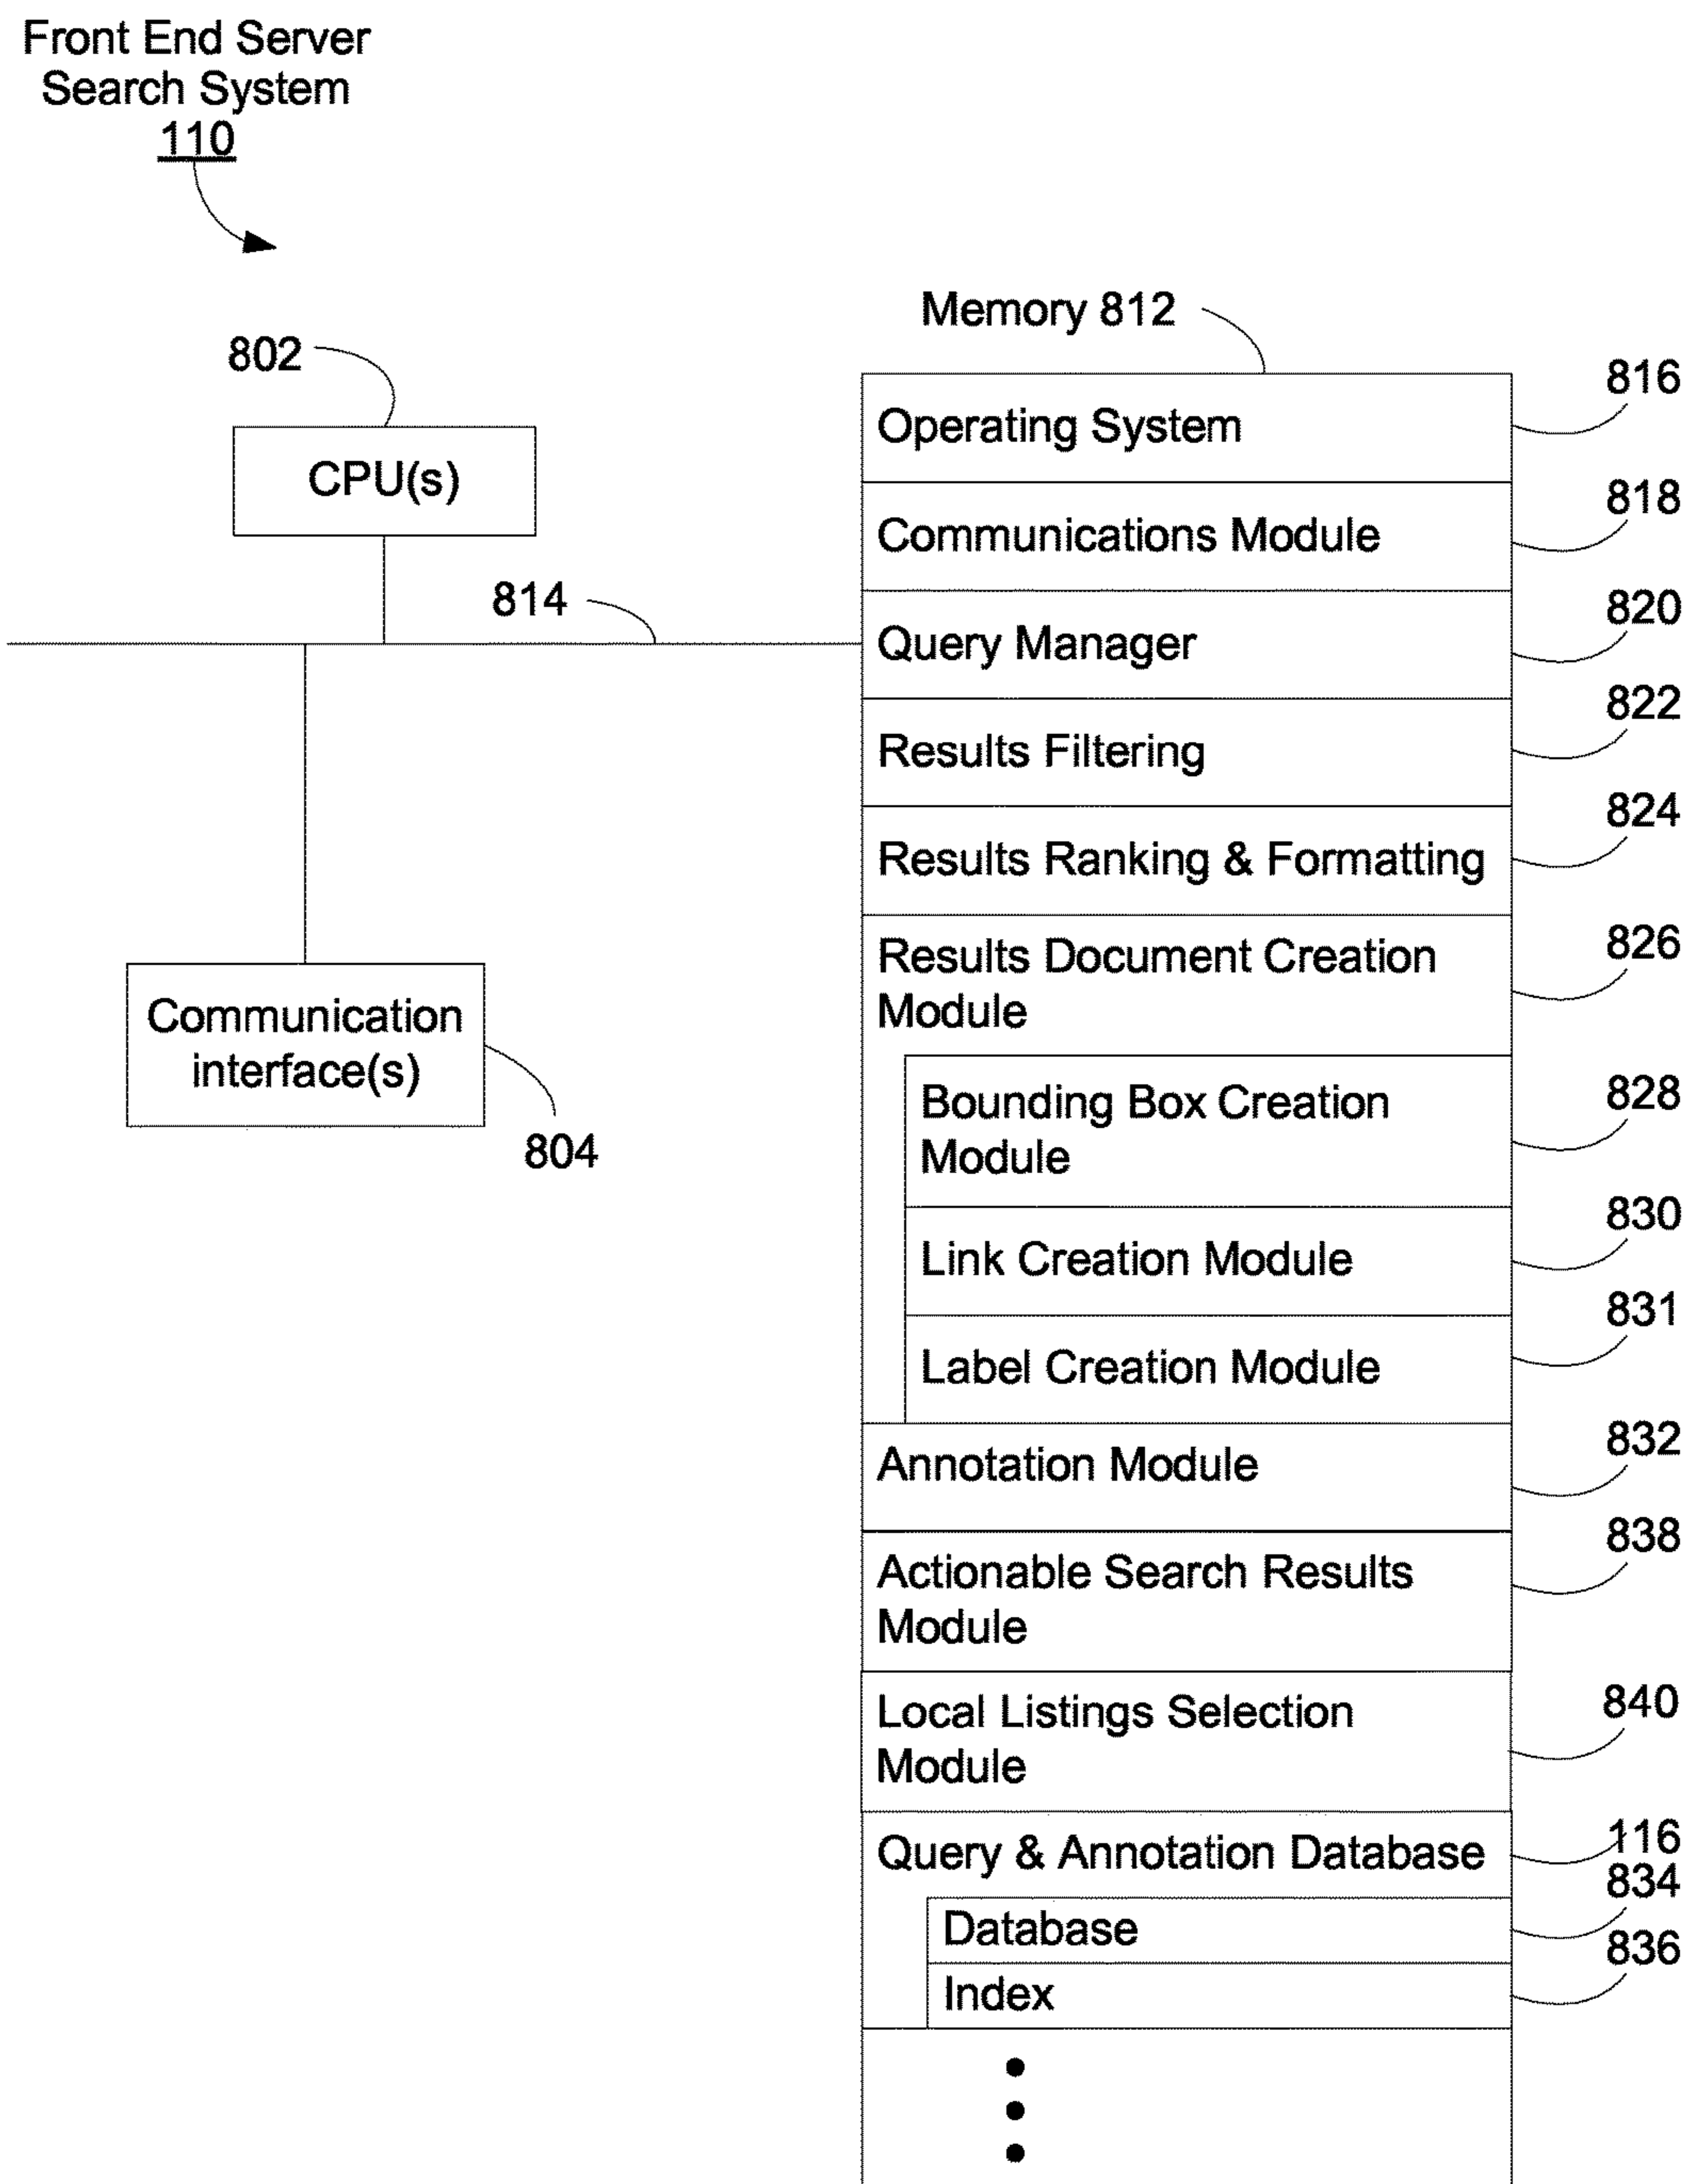 Front End Server
Search System
110
Memory 812
802
816
Operating System
CPU(s)
818
Communications Module
814
820
Query Manager
822
Results Filtering
824
Results Ranking & Formatting
826
Results Document Creation
Module
Communication
interface(s)
804
828
Bounding Box Creation
Module
830
Link Creation Module
831
Label Creation Module
832
Annotation Module
838
Actionable Search Results
Module
840
Local Listings Selection
Module
116
Query & Annotation Database
834
Database
836
Index